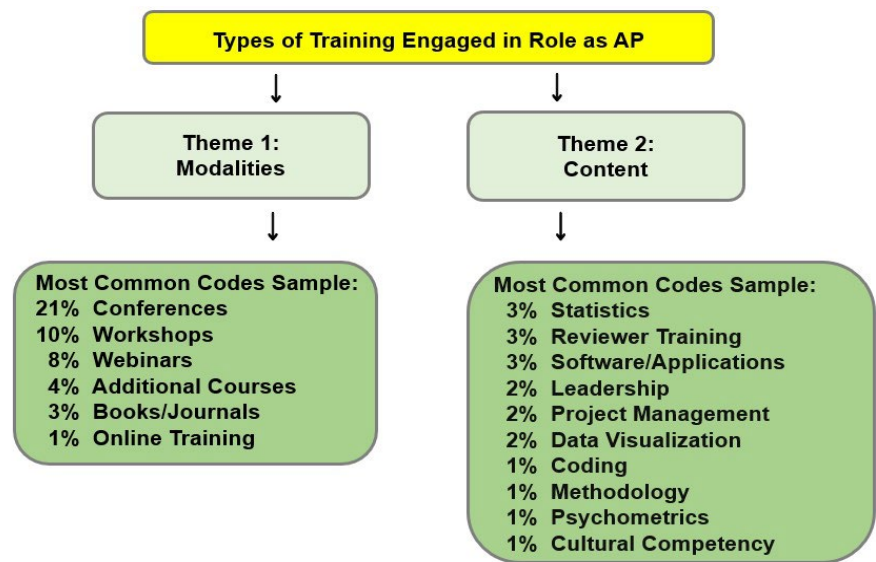 Types of Training Engaged in Role as AP
Theme 1:
Modalities
Theme 2:
Content
Most Common Codes Sample:
21% Conferences
10% Workshops
8% Webinars
4% Additional Courses
3% Books/Journals
1% Online Training
Most Common Codes Sample:
3% Statistics
3% Reviewer Training
3% Software/Applications
2% Leadership
2% Project Management
2% Data Visualization
1% Coding
1% Methodology
1% Psychometrics
1% Cultural Competency